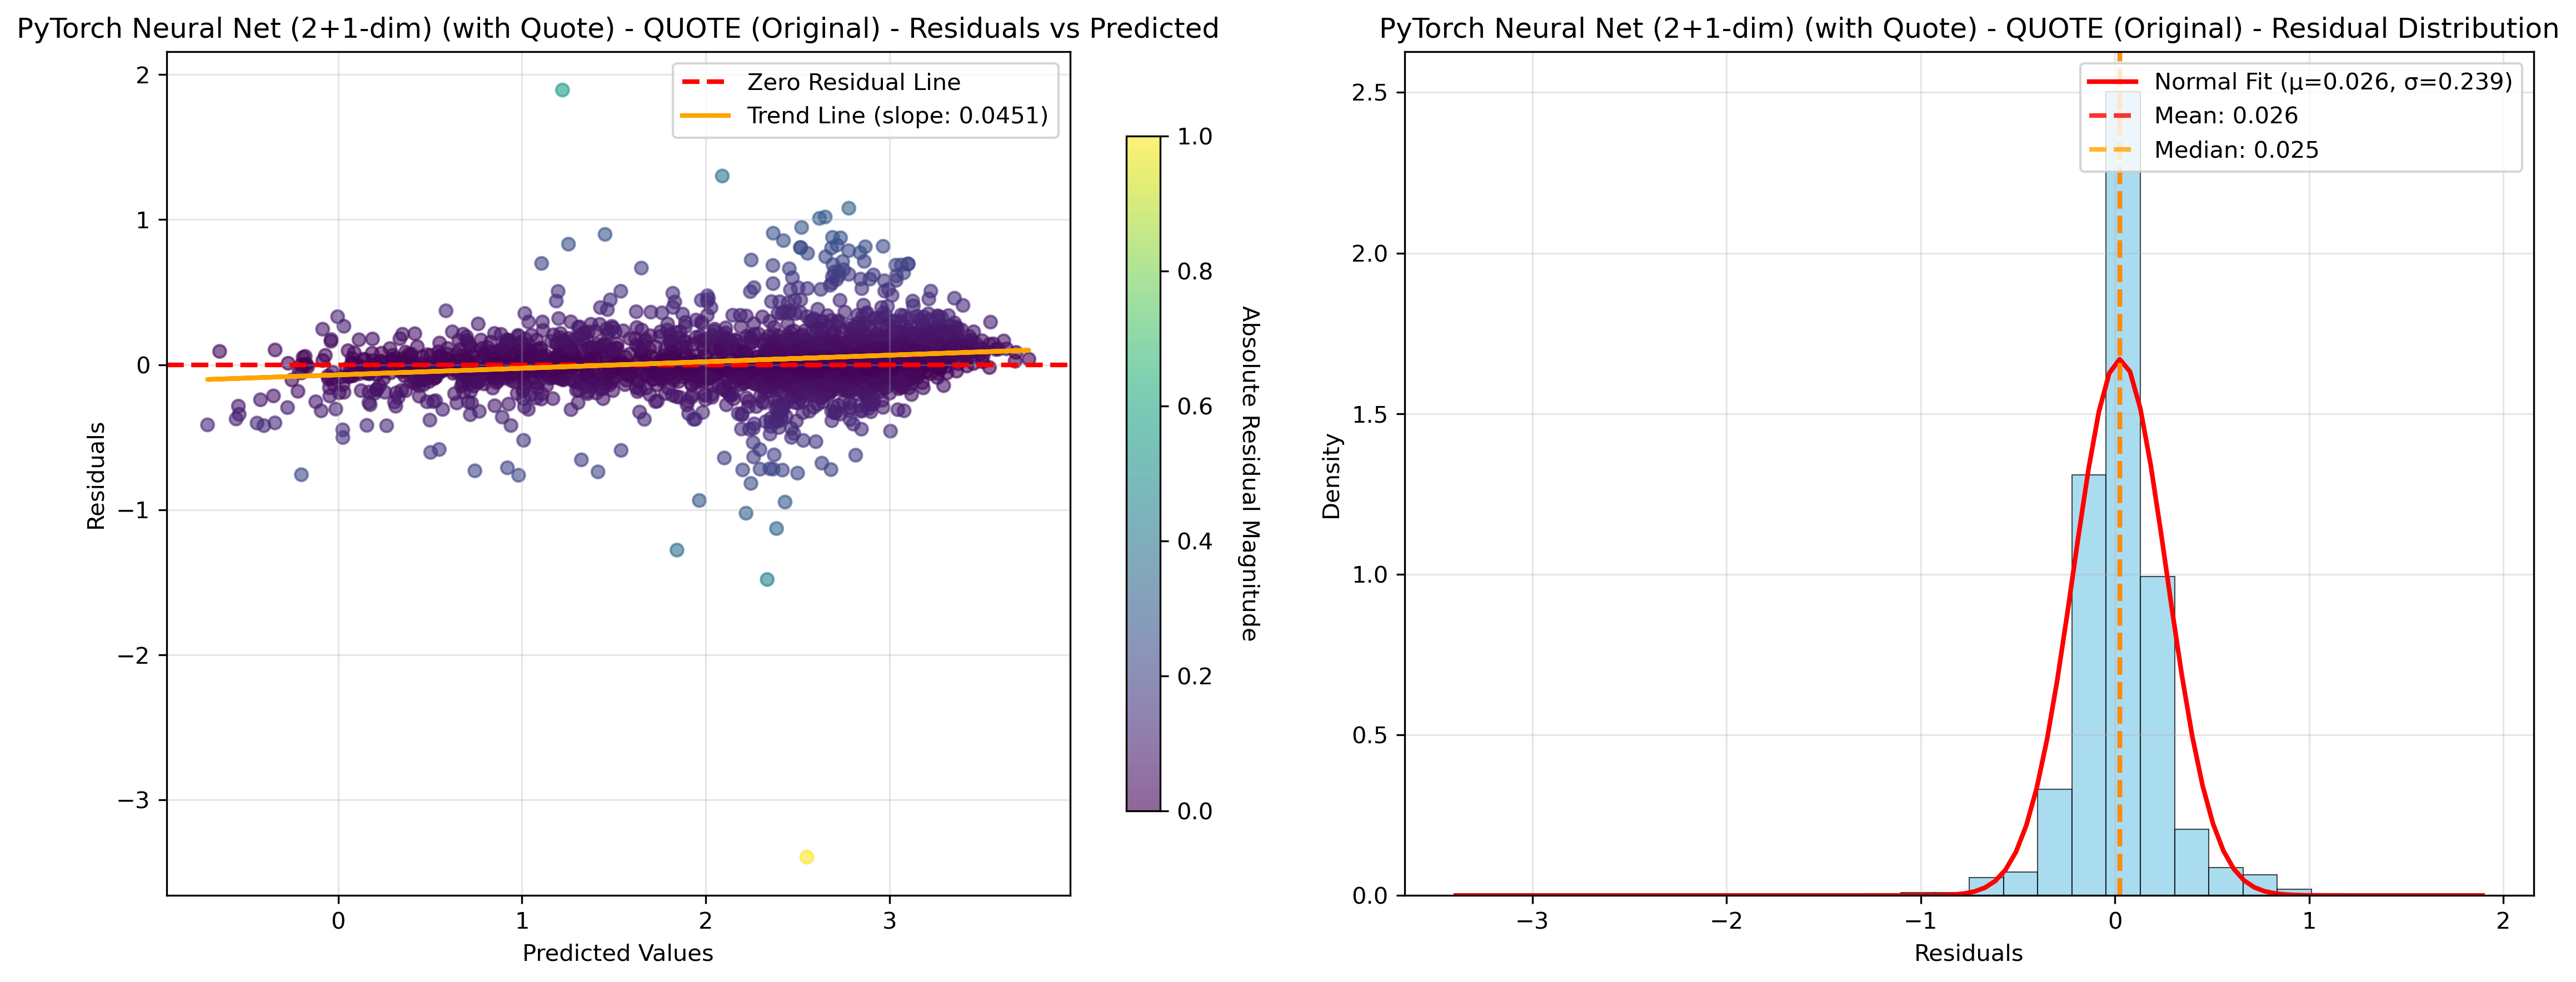 PyTorch Neural Net (2+1-dim) (with Quote) - QUOTE (Original) - Residuals vs Predicted
Zero Residual Line
Trend Line (slope: 0.0451)
2
1
0
−1
−2
−3
Residuals
0
1
2
3
Predicted Values
1.0
0.8
0.6
0.4
0.2
0.0
Absolute Residual Magnitude
PyTorch Neural Net (2+1-dim) (with Quote) - QUOTE (Original) - Residual Distribution
Normal Fit (μ=0.026, σ=0.239)
Mean: 0.026
Median: 0.025
2.5
2.0
1.5
1.0
0.5
0.0
Density
−3
−2
−1
0
1
2
Residuals